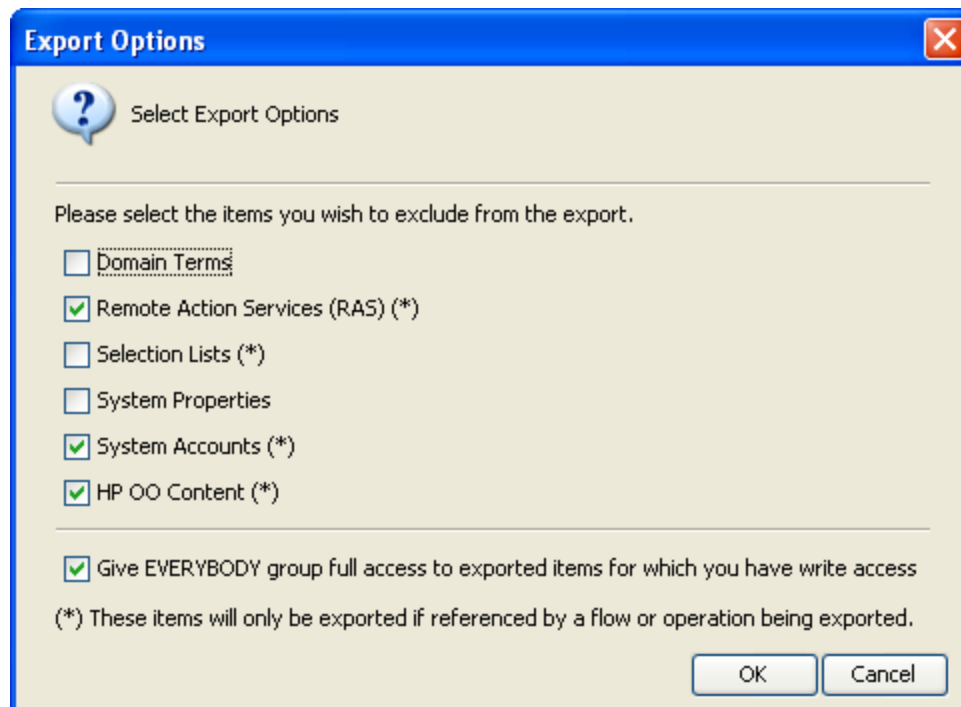 Export Options
Select Export Options
Please select the items you wish to exclude from the export.
Domain Terms
Remote Action Services (RAS) (*)
Selection Lists (*)
System Properties
System Accounts (*)
HP OO Content (*)
Give EVERYBODY group full access to exported items for which you have write access
(*) These items will only be exported if referenced by a flow or operation being exported.
OK Cancel